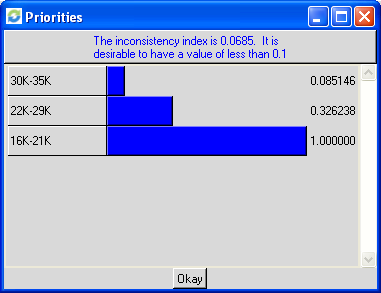 Priorities
The inconsistency index is 0.0685. It is
desirable to have a value of less than 0.1
30K-35K 0.085146
22K-29K 0.326238
16K-21K 1.000000
Okay